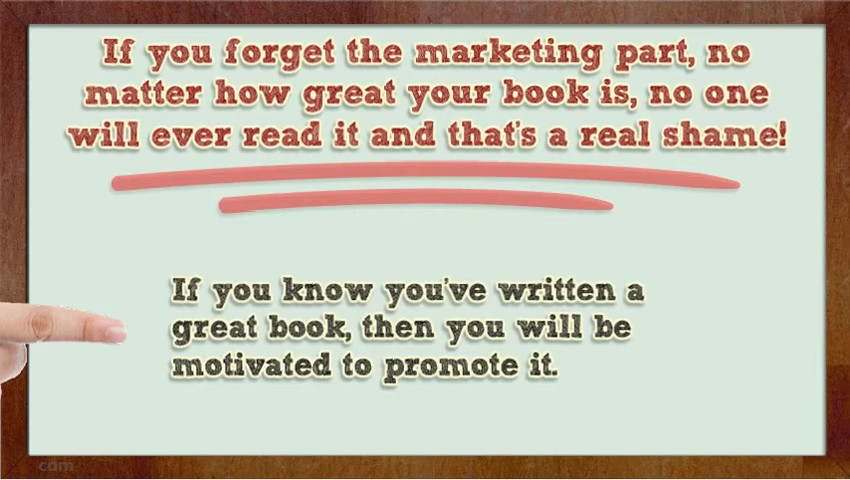 If you forget the marketing part, no
matter how great your book is, no one
will ever read it and that's a real shame!
If you know you've written a
great book, then you will be
motivated to promote it.
cdm